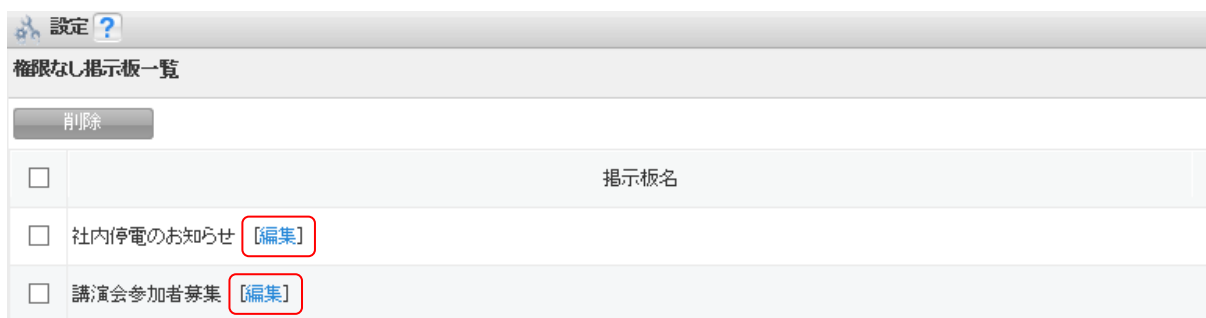 設定 ?
権限なし掲示板一覧
削除
掲示板名
社内停電のお知らせ [編集]
講演会参加者募集 [編集]